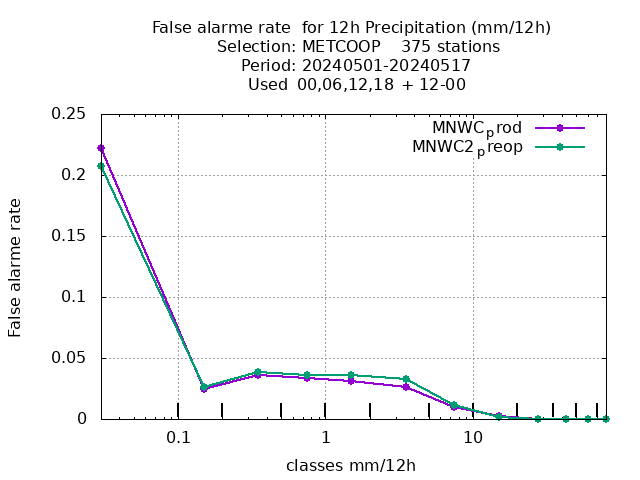 False alarme rate  for 12h Precipitation (mm/12h)
Selection: METCOOP    375 stations
Period: 20240501-20240517
Used  00,06,12,18 + 12-00
MNWCprod
MNWC2preop
0.25
0.2
0.15
0.1
0.05
0
False alarme rate
0.1
1
10
classes mm/12h